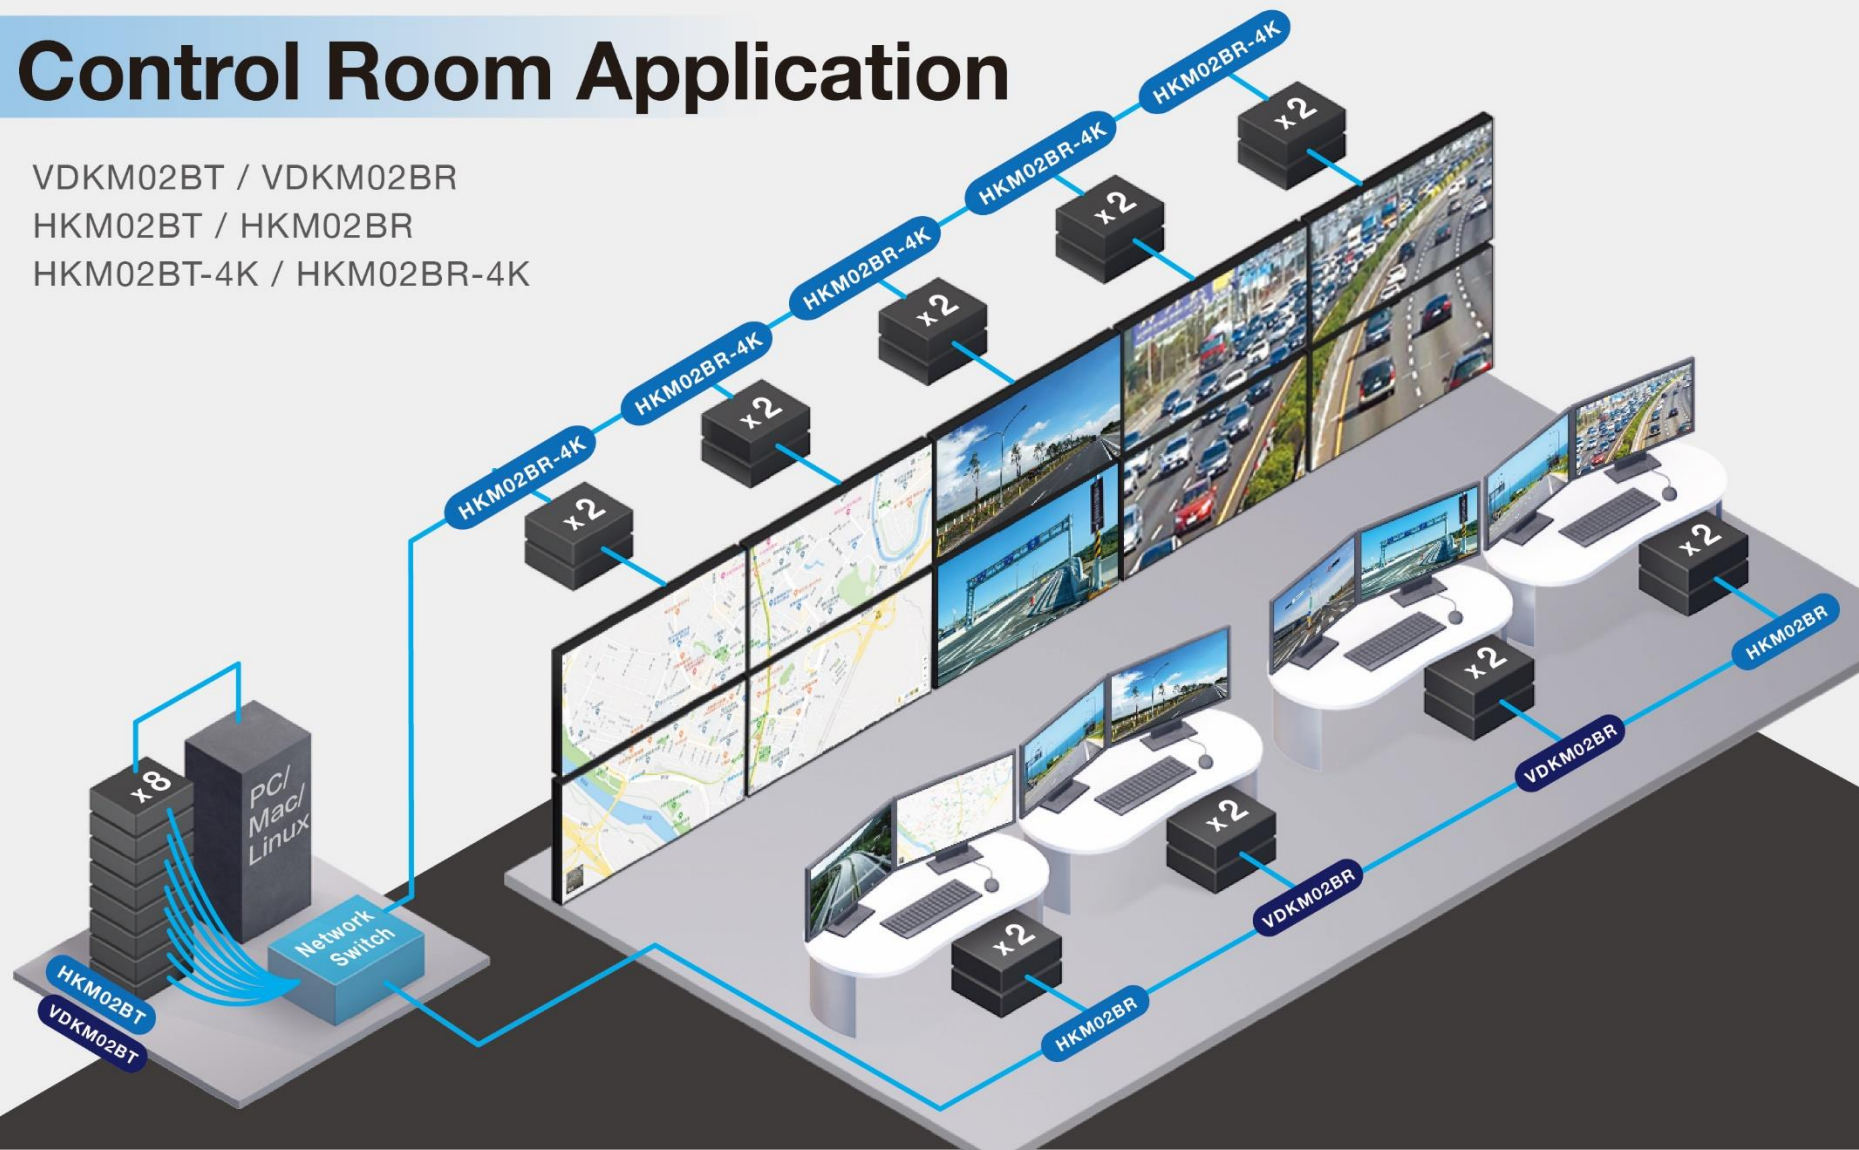 Control Room Application
VDKM02BT / VDKM02BR
HKM02BT / HKM02BR
HKM02BT-4K / HKM02BR-4K
HKM02BR-4K
x2
HKM02BR-4K
x2
HKM02BR-4K
x2
HKM02BR-4K
x2
HKM02BR-4K
x2
x8
PC/
Mac/
Linux
Network
Switch
HKM02BT
VDKM02BT
x2
HKM02BR
x2
VDKM02BR
x2
VDKM02BR
x2
HKM02BR